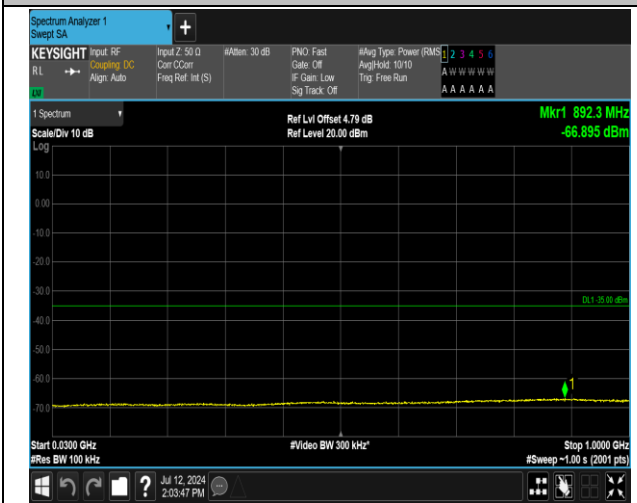 Spectrum Analyzer 1
Swept SA
+
KEYSIGHT Input: RF Input Z: 50 Ω #Atten: 30 dB PNO: Fast #Avg Type: Power (RMS 1 2 3 4 5 6
RL Coupling: DC Corr CCorr Gate: Off Avg|Hold: 10/10 A W W W W W
Align: Auto Freq Ref: Int (S) IF Gain: Low Trig: Free Run
Sig Track: Off A A A A A A
1 Spectrum Ref Lvl Offset 4.79 dB Mkr1 892.3 MHz
Scale/Div 10 dB Ref Level 20.00 dBm -66.895 dBm
Log
10.0
0.00
-10.0
-20.0
-30.0
DL1 -35.00 dBm
-40.0
-50.0
-60.0
1
-70.0
Start 0.0300 GHz #Video BW 300 kHz* Stop 1.0000 GHz
#Res BW 100 kHz #Sweep ~1.00 s (2001 pts)
? Jul 12, 2024
2:03:47 PM